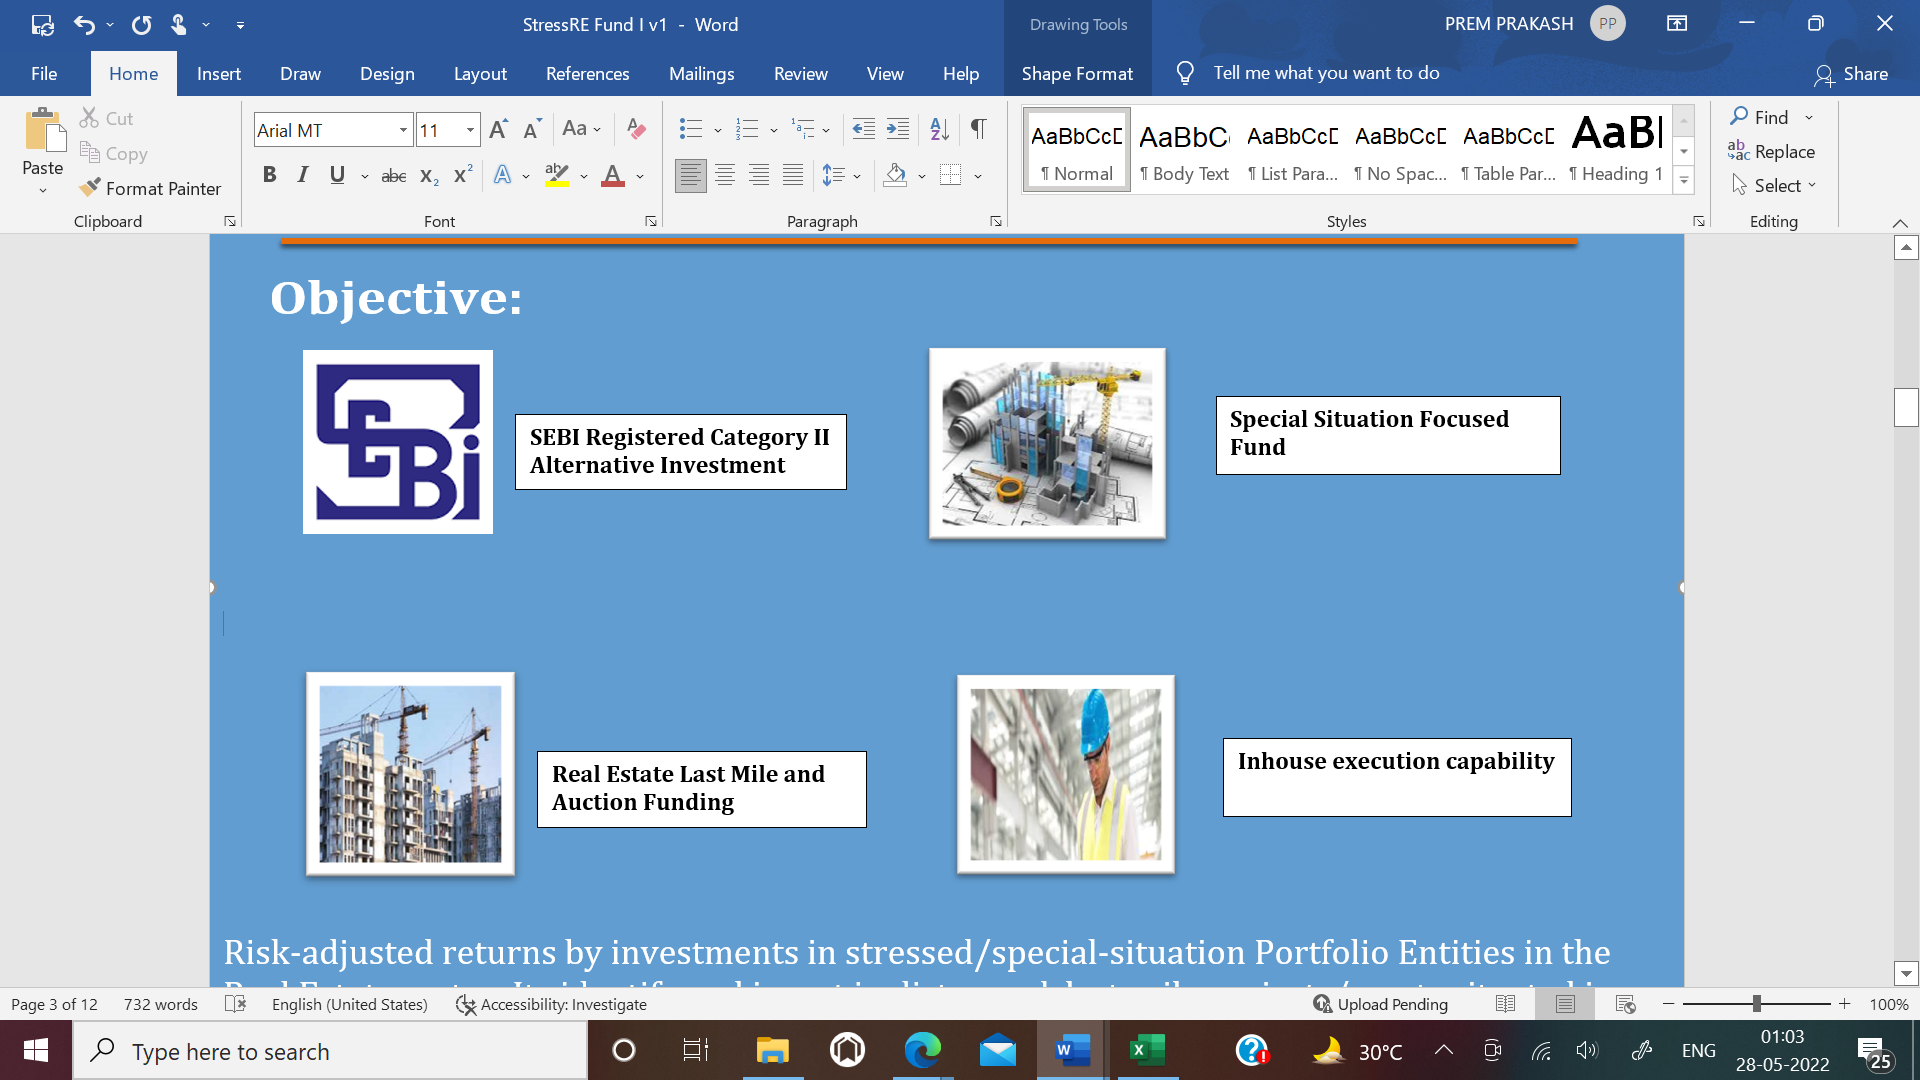 StressRE Fund I v1 - Word
Drawing Tools
PREM PRAKASH
PP
File
Home
Insert
Draw
Design
Layout
References
Mailings
Review
View
Help
Shape Format
Tell me what you want to do
Share
Paste
Cut
Copy
Format Painter
Clipboard
Arial MT
11
Font
Paragraph
AaBbCcD
¶ Normal
AaBbC
¶ Body Text
AaBbCcD
¶ List Para...
AaBbCcD
¶ No Spac...
AaBbCcD
¶ Table Par...
AaBl
¶ Heading 1
Styles
Find
Replace
Select
Editing
Objective:
SEBI
SEBI Registered Category II
Alternative Investment
Special Situation Focused
Fund
Real Estate Last Mile and
Auction Funding
Inhouse execution capability
Risk-adjusted returns by investments in stressed/special-situation Portfolio Entities in the
Page 3 of 12
732 words
English (United States)
Accessibility: Investigate
Upload Pending
100%
Type here to search
30°C
ENG
01:03
28-05-2022
25